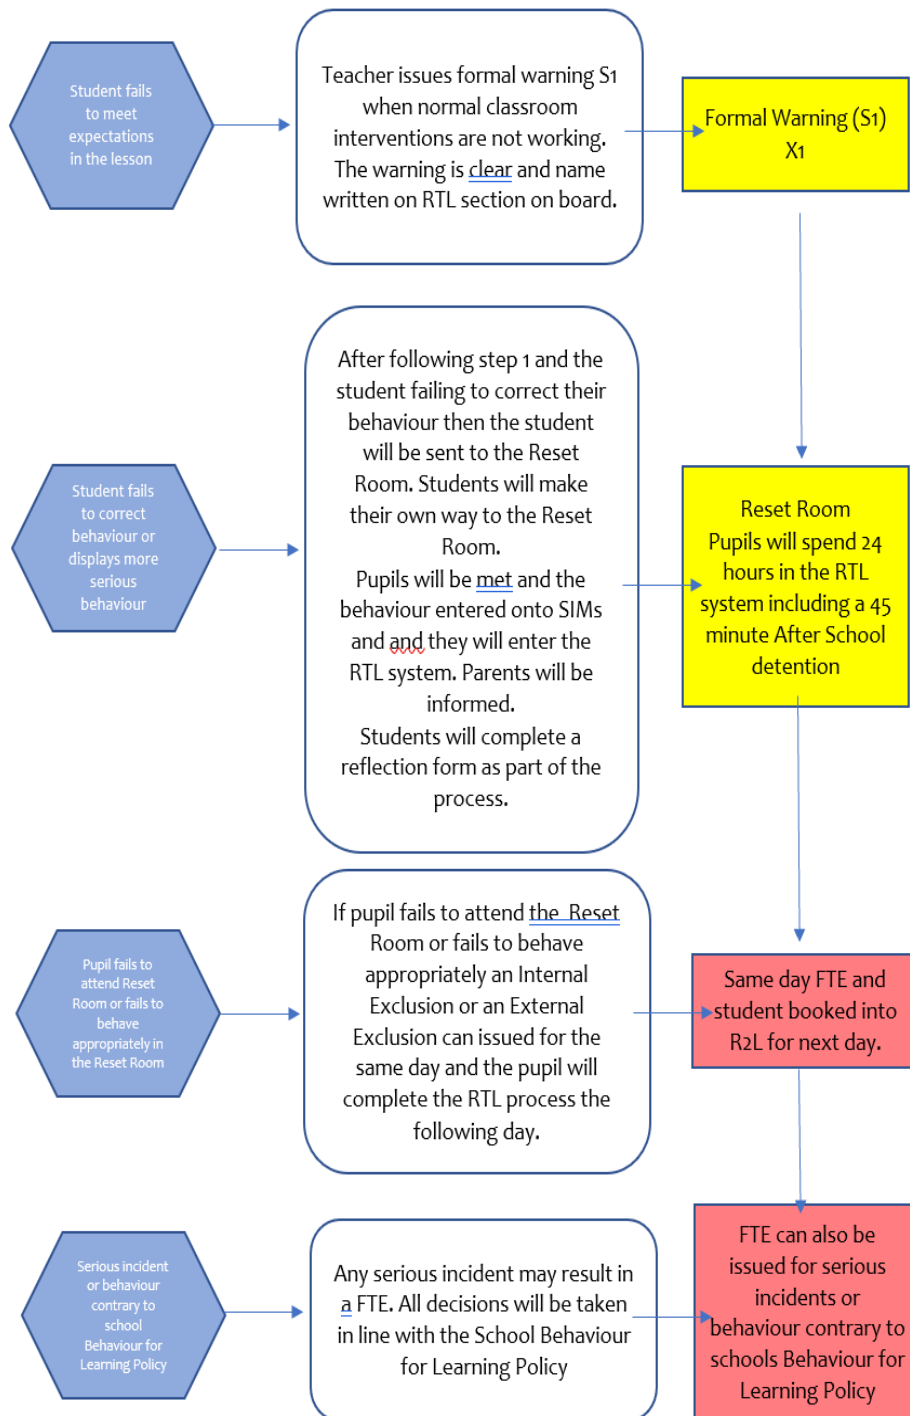 Student fails
to meet
expectations
in the lesson
Teacher issues formal warning S1
when normal classroom
interventions are not working.
The warning is clear and name
written on RTL section on board.
Formal Warning (S1)
X1
Student fails
to correct
behaviour or
displays more
serious
behaviour
After following step 1 and the
student failing to correct their
behaviour then the student
will be sent to the Reset
Room. Students will make
their own way to the Reset
Room.
Pupils will be met and the
behaviour entered onto SIMs
and and they will enter the
RTL system. Parents will be
informed.
Students will complete a
reflection form as part of the
process.
Reset Room
Pupils will spend 24
hours in the RTL
system including a 45
minute After School
detention
Pupil fails to
attend Reset
Room or fails to
behave
appropriately in
the Reset Room
If pupil fails to attend the Reset
Room or fails to behave
appropriately an Internal
Exclusion or an External
Exclusion can issued for the
same day and the pupil will
complete the RTL process the
following day.
Same day FTE and
student booked into
R2L for next day.
Serious incident
or behaviour
contrary to
school
Behaviour for
Learning Policy
Any serious incident may result in
a FTE. All decisions will be taken
in line with the School Behaviour
for Learning Policy
FTE can also be
issued for serious
incidents or
behaviour contrary to
schools Behaviour for
Learning Policy